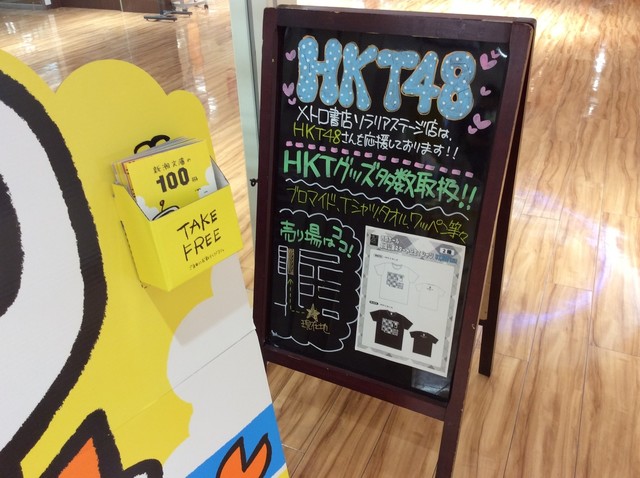 新潮文庫の
100冊
TAKE
FREE
HKT48
メトロ書店ソラリアステージ店は、
HKT48さんを応援しております!!
HKTグッズ多数取扱!!
ブロマイド、Tシャツ、タオル、ワッペン等々
売り場はココ!
現在地